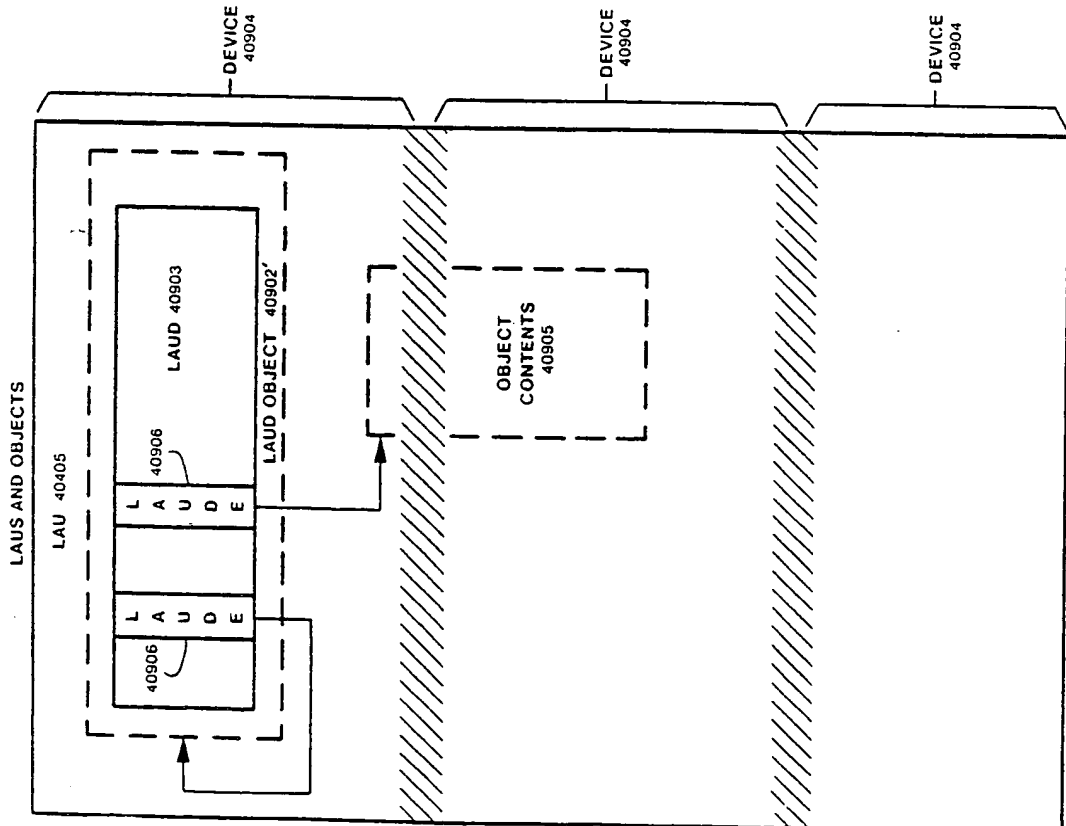 LAUS AND OBJECTS
LAU 40405
LAUD 40903
LAUD OBJECT 40902'
40906
L A U D E
40906
L A U D E
OBJECT
CONTENTS
40905
DEVICE
40904
DEVICE
40904
DEVICE
40904